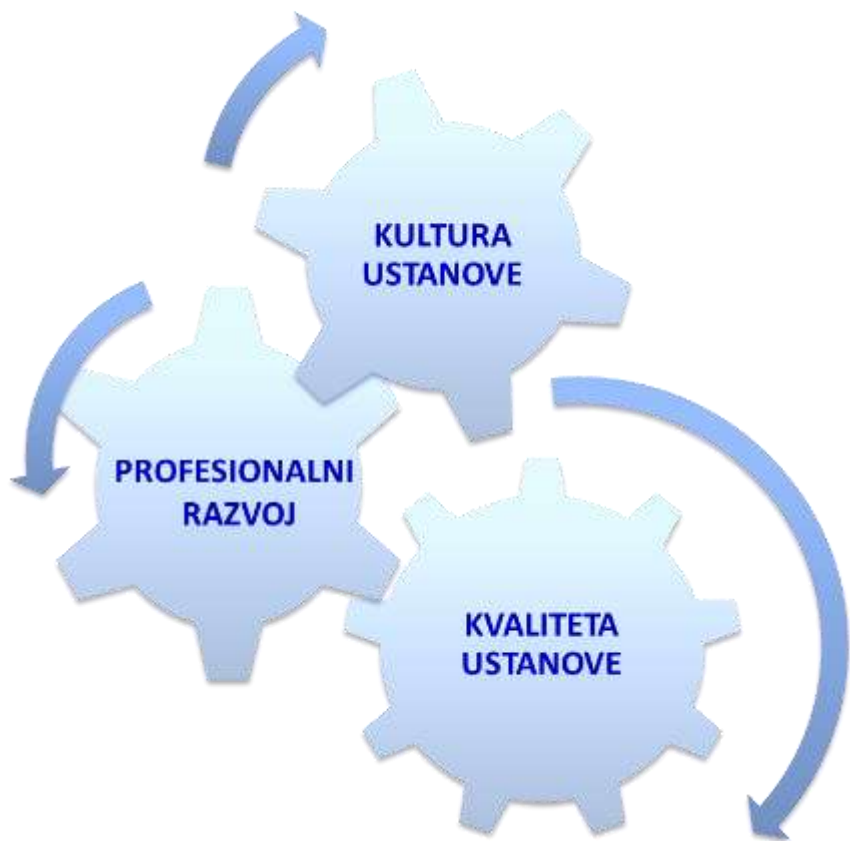 KULTURA
USTANOVE
PROFESIONALNI
RAZVOJ
KVALITETA
USTANOVE